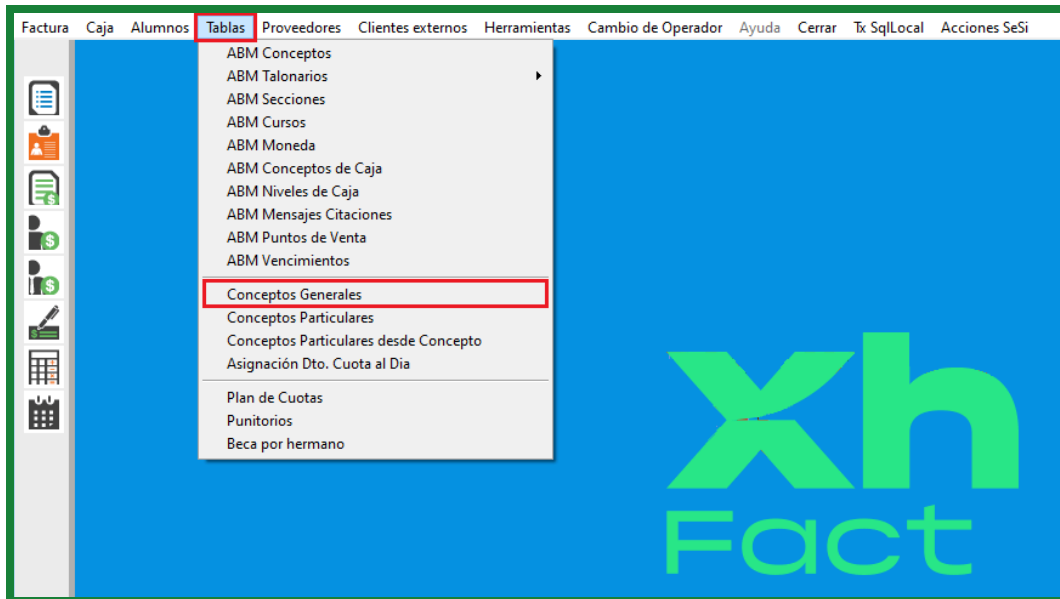 Factura Caja Alumnos Tablas Proveedores Clientes externos Herramientas Cambio de Operador Ayuda Cerrar Tx SqlLocal Acciones SeSi
ABM Conceptos
ABM Talonarios
ABM Secciones
ABM Cursos
ABM Moneda
ABM Conceptos de Caja
ABM Niveles de Caja
ABM Mensajes Citaciones
ABM Puntos de Venta
ABM Vencimientos
Conceptos Generales
Conceptos Particulares
Conceptos Particulares desde Concepto
Asignación Dto. Cuota al Dia
Plan de Cuotas
Punitorios
Beca por hermano
xh
Fact